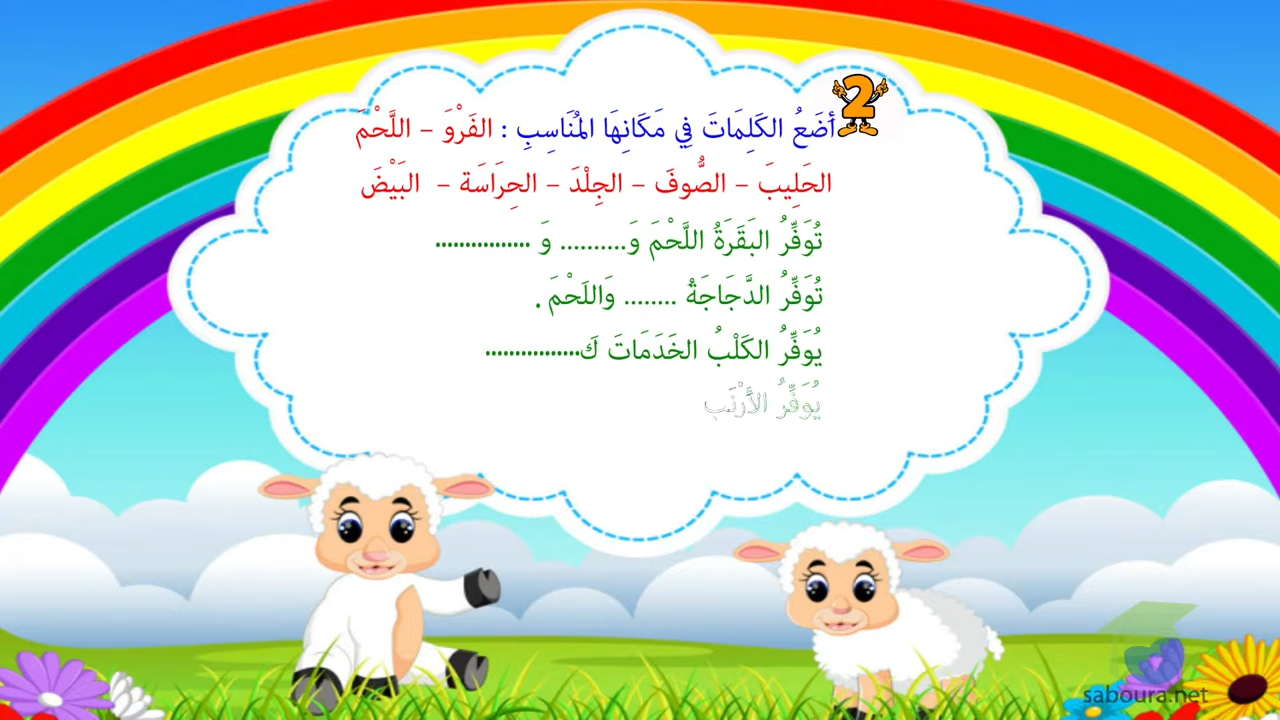 2
أَضَعُ الكَلِمَاتَ فِي مَكَانِهَا المُنَاسِبِ : الفَرْوَ – اللَّحْمَ
الحَلِيبَ – الصُّوفَ – الجِلْدَ – الحِرَاسَة – البَيْضَ
تُوَفِّرُ البَقَرَةُ اللَّحْمَ وَ.......... وَ ................
تُوَفِّرُ الدَّجَاجَةُ ........ وَاللَحْمَ .
يُوَفِّرُ الكَلْبُ الخَدَمَاتَ كَ................
يُوَفِّرُ الأَرْنَب
saboura.net